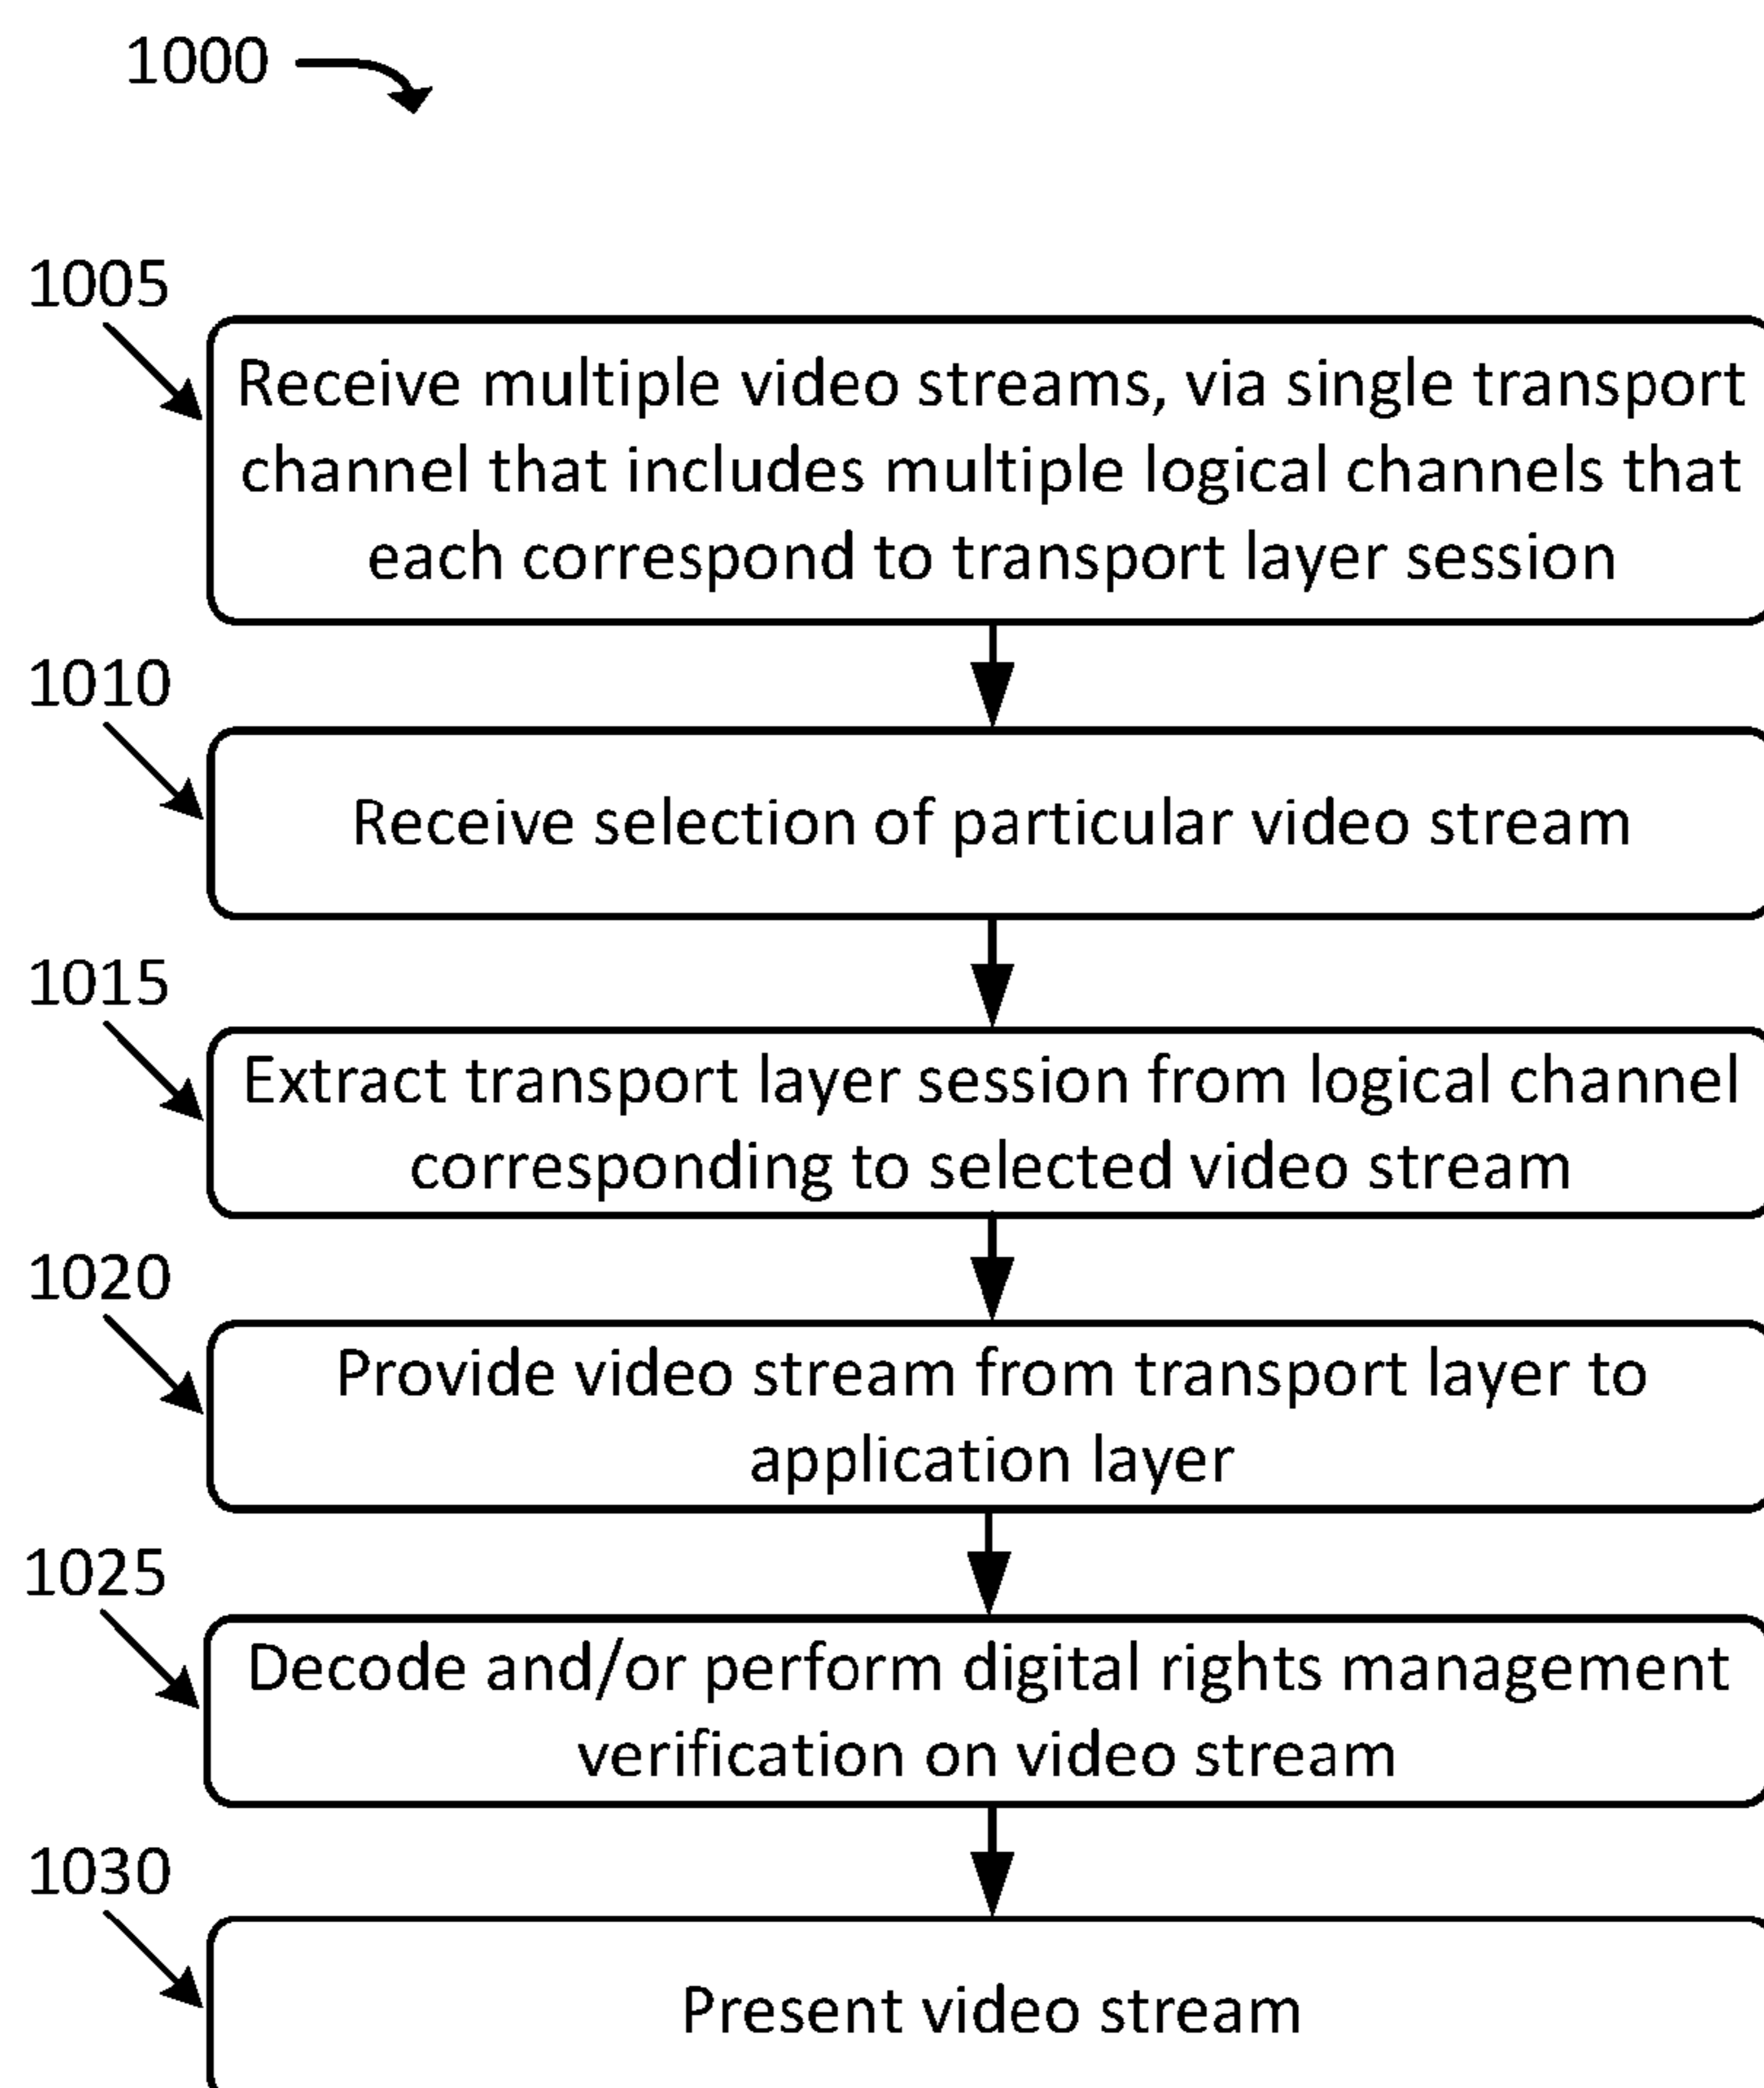 1000
1005
Receive multiple video streams, via single transport
channel that includes multiple logical channels that
each correspond to transport layer session
1010
Receive selection of particular video stream
1015
Extract transport layer session from logical channel
corresponding to selected video stream
1020
Provide video stream from transport layer to
application layer
1025
Decode and/or perform digital rights management
verification on video stream
1030
Present video stream